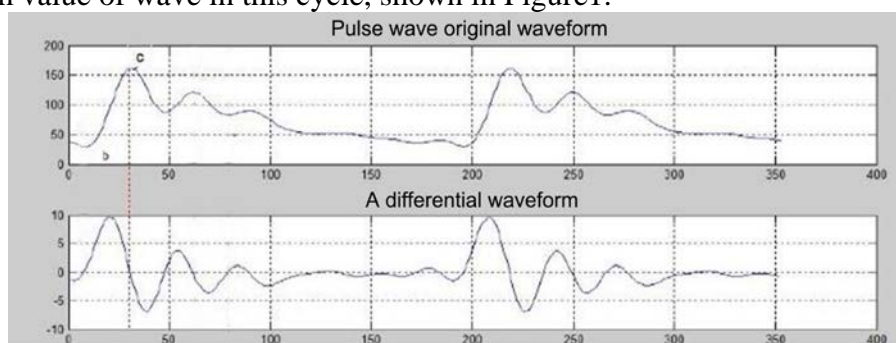 n value of wave in this cycle, shown in Figure1.
Pulse wave original waveform
200
150
100
50
0
c
b
0 50 100 150 200 250 300 350 400
A differential waveform
10
5
0
-5
-10
0 50 100 150 200 250 300 350 400